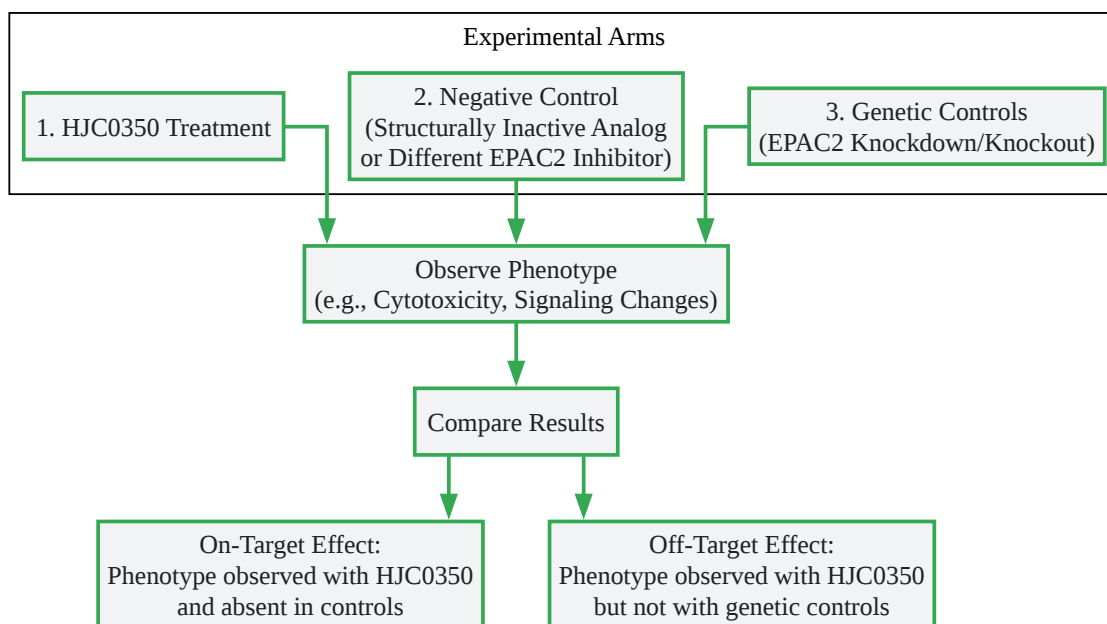 Experimental Arms
1. HJC0350 Treatment
2. Negative Control
(Structurally Inactive Analog
or Different EPAC2 Inhibitor)
3. Genetic Controls
(EPAC2 Knockdown/Knockout)
Observe Phenotype
(e.g., Cytotoxicity, Signaling Changes)
Compare Results
On-Target Effect:
Phenotype observed with HJC0350
and absent in controls
Off-Target Effect:
Phenotype observed with HJC0350
but not with genetic controls